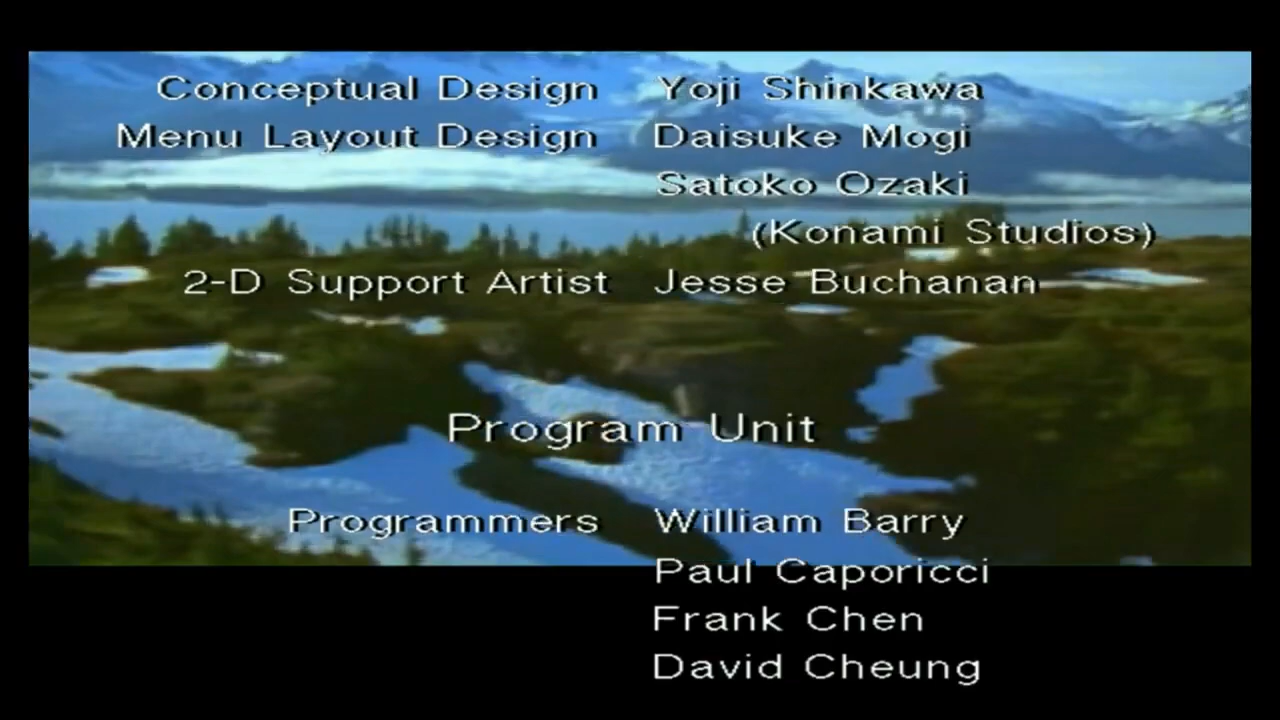 Conceptual Design Yoji Shinkawa
Menu Layout Design Daisuke Mogi
Satoko Ozaki
(Konami Studios)
2-D Support Artist Jesse Buchanan
Program Unit
Programmers William Barry
Paul Caporicci
Frank Chen
David Cheung